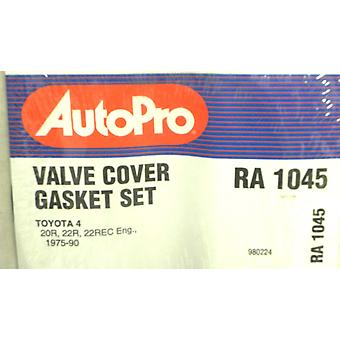 AutoPro
VALVE COVER
GASKET SET
RA 1045
TOYOTA 4
20R, 22R, 22REC Eng.,
1975-90
980224
RA 1045